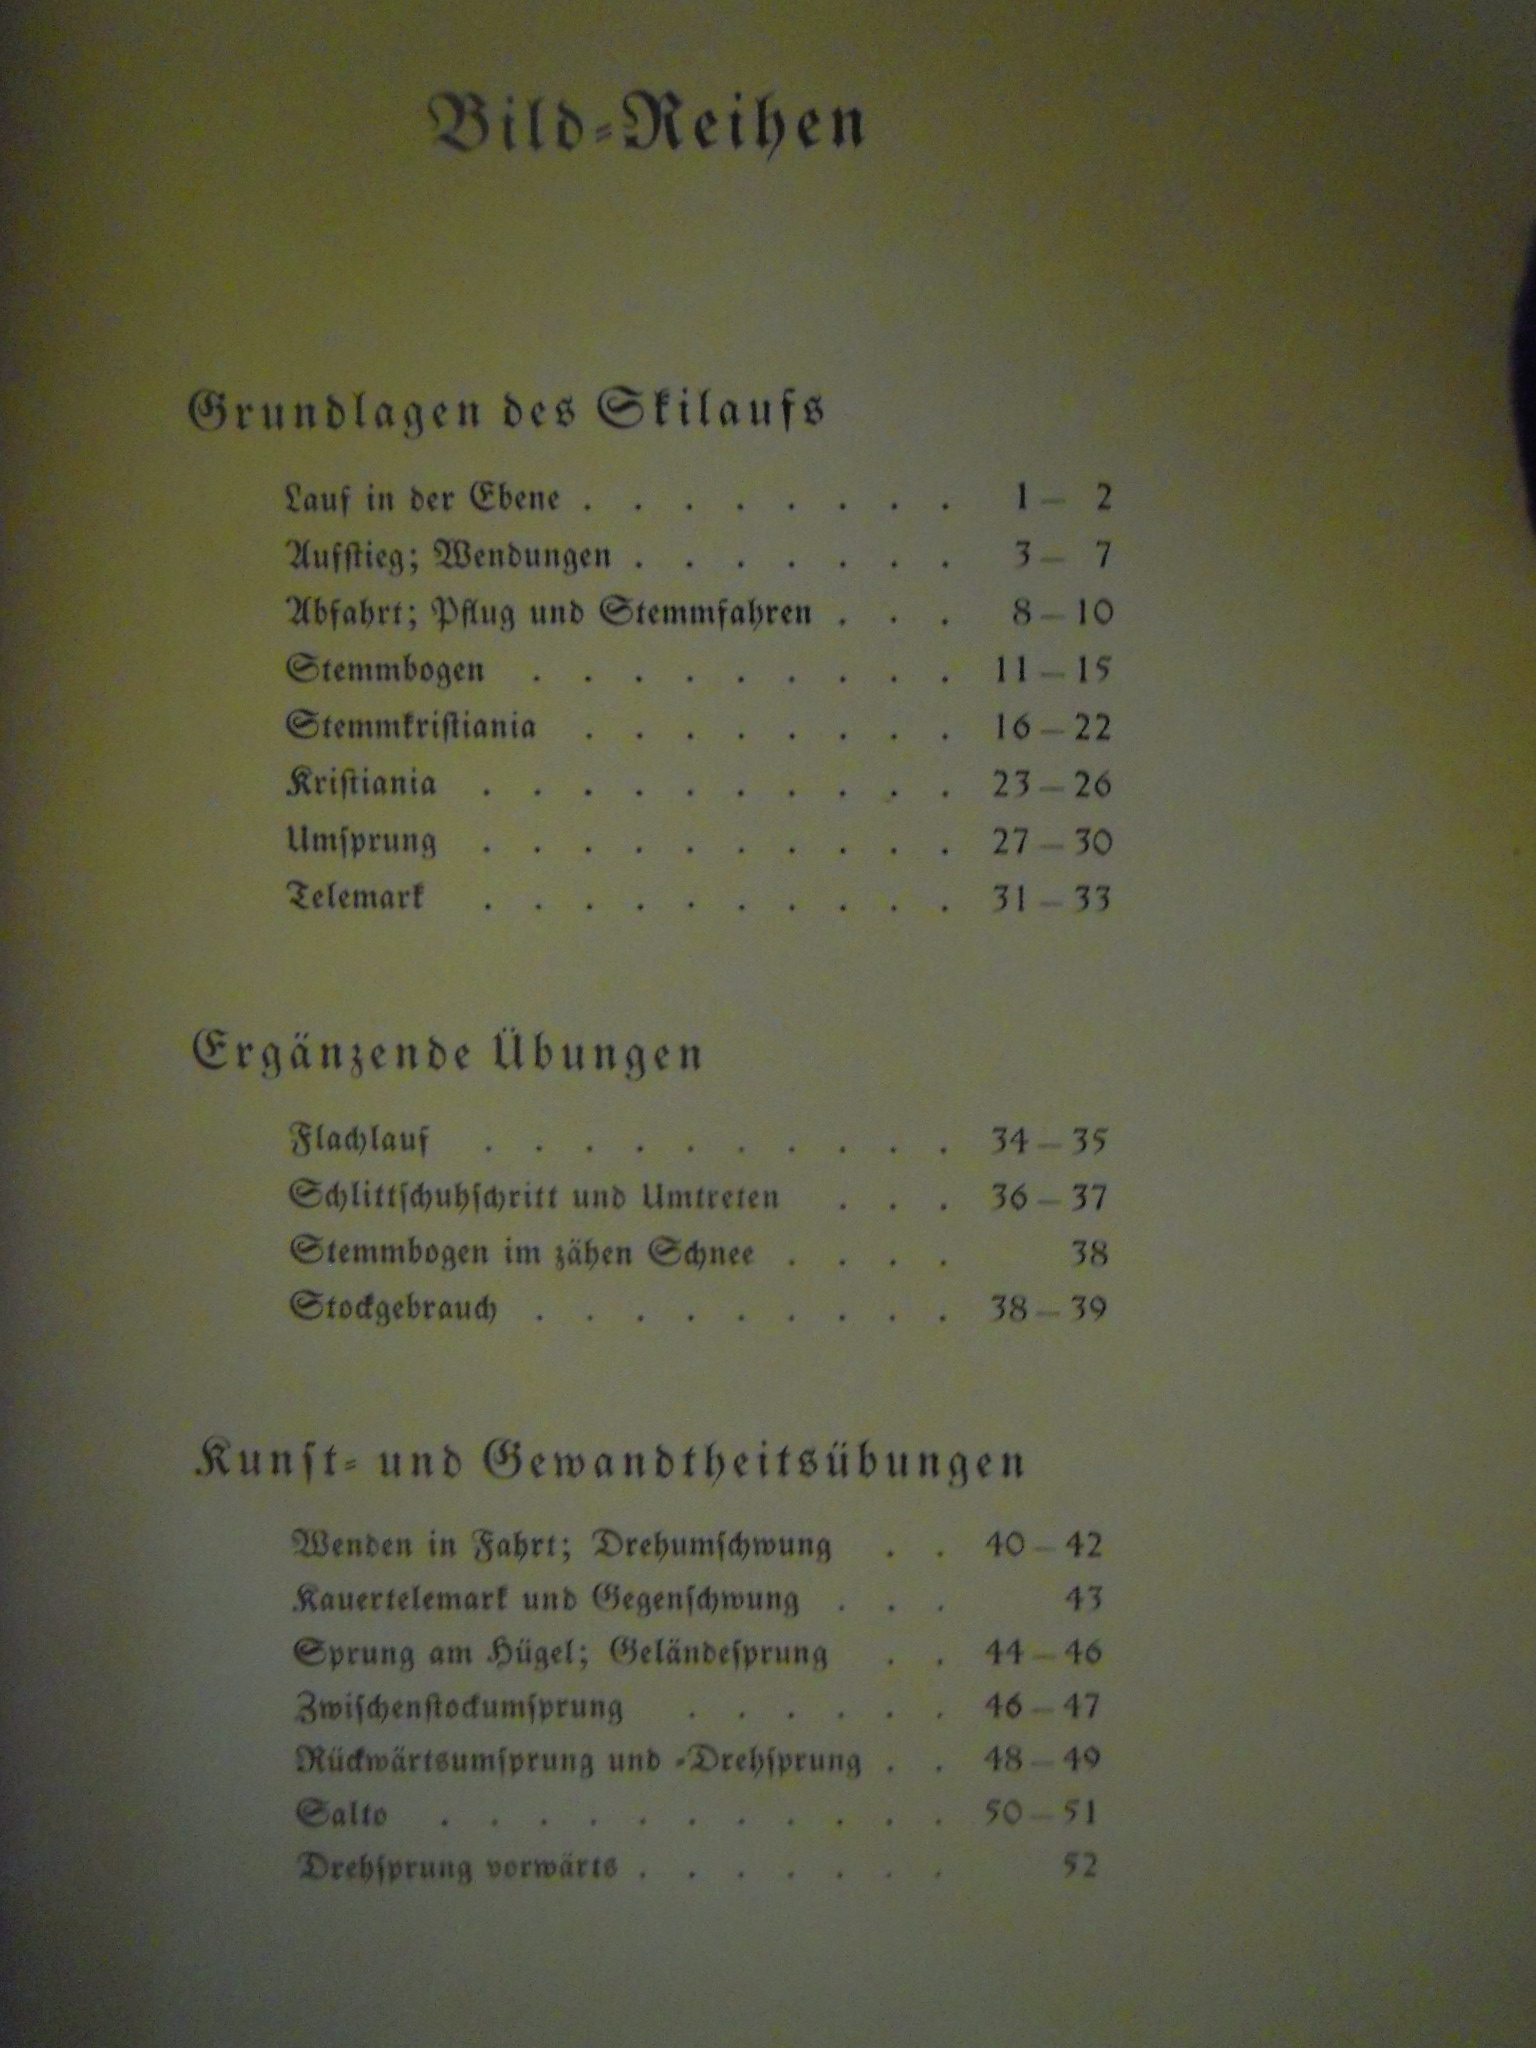 Bild-Reihen
Grundlagen des Skilaufs
Lauf in der Ebene . . . . . . . . 1 – 2
Aufstieg; Wendungen . . . . . . . 3 – 7
Abfahrt; Pflug und Stemmfahren . . . 8 – 10
Stemmbogen . . . . . . . . . 11 – 15
Stemmkristiania . . . . . . . . 16 – 22
Kristiania . . . . . . . . . . 23 – 26
Umsprung . . . . . . . . . . 27 – 30
Telemark . . . . . . . . . . 31 – 33
Ergänzende Übungen
Flachlauf . . . . . . . . . . 34 – 35
Schlittschuhschritt und Umtreten . . . 36 – 37
Stemmbogen im zähen Schnee . . . . 38
Stockgebrauch . . . . . . . . . 38 – 39
Kunst- und Gewandtheitsübungen
Wenden in Fahrt; Drehumschwung . . 40 – 42
Kauertelemark und Gegenschwung . . . 43
Sprung am Hügel; Geländesprung . . 44 – 46
Zwischenstockumsprung . . . . . . 46 – 47
Rückwärtsumsprung und -Drehsprung . . 48 – 49
Salto . . . . . . . . . . . 50 – 51
Drehsprung vorwärts . . . . . . . 52